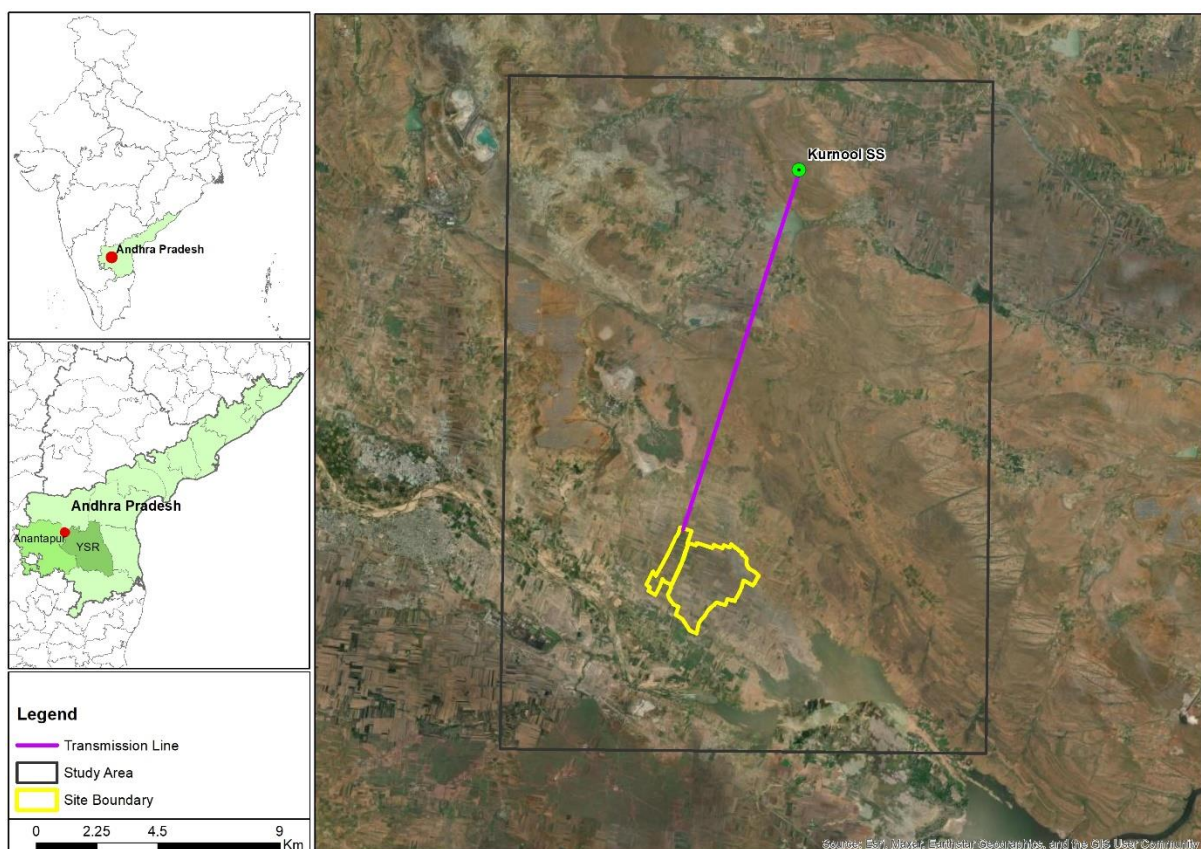 Andhra Pradesh
Andhra Pradesh
Anantapur
YSR
Legend
Transmission Line
Study Area
Site Boundary
0 2.25 4.5 9
Km
Kurnool SS
Source: Esri, Maxar, Earthstar Geographics, and the GIS User Community